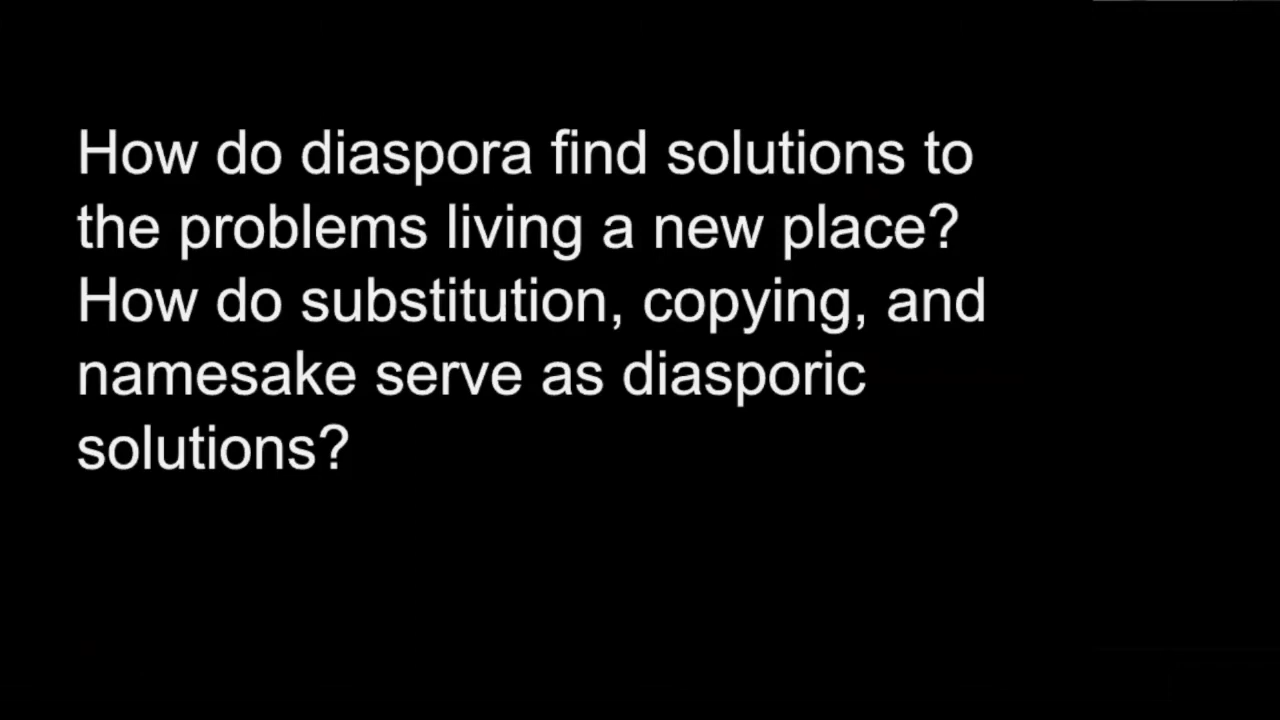 How do diaspora find solutions to
the problems living a new place?
How do substitution, copying, and
namesake serve as diasporic
solutions?